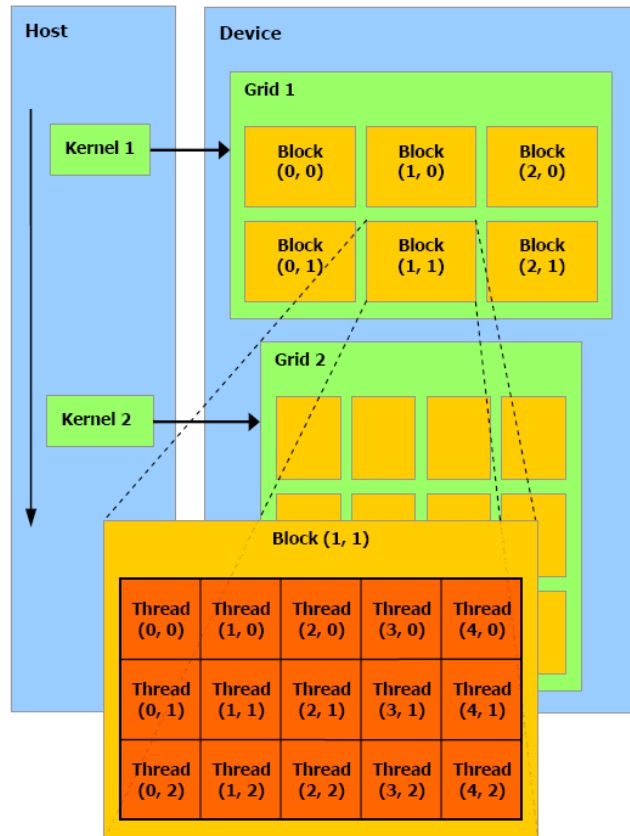 Host
Device
Grid 1
Kernel 1
Block
(0, 0)
Block
(1, 0)
Block
(2, 0)
Block
(0, 1)
Block
(1, 1)
Block
(2, 1)
Grid 2
Kernel 2
Block (1, 1)
Thread
(0, 0)
Thread
(1, 0)
Thread
(2, 0)
Thread
(3, 0)
Thread
(4, 0)
Thread
(0, 1)
Thread
(1, 1)
Thread
(2, 1)
Thread
(3, 1)
Thread
(4, 1)
Thread
(0, 2)
Thread
(1, 2)
Thread
(2, 2)
Thread
(3, 2)
Thread
(4, 2)